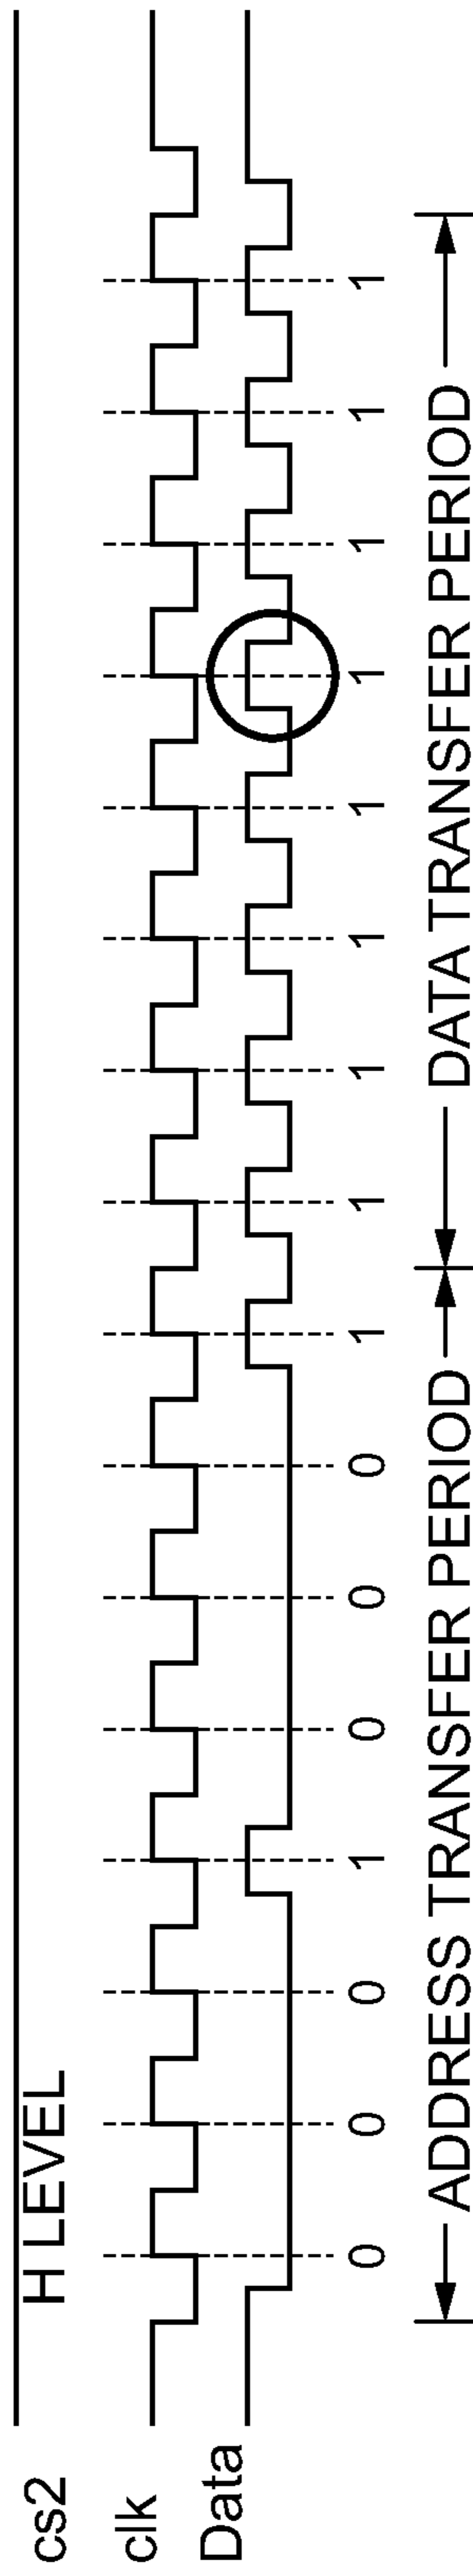 cs2
H LEVEL
clk
Data
0 0 0 1 0 0 0 1 1 1 1 1 1 1 1 1
ADDRESS TRANSFER PERIOD DATA TRANSFER PERIOD